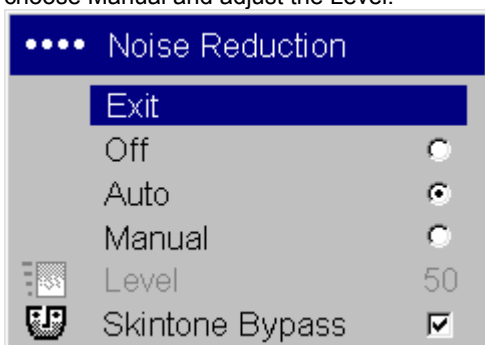 choose Manual and adjust the Level.
Noise Reduction
Exit
Off
Auto
Manual
Level 50
Skintone Bypass